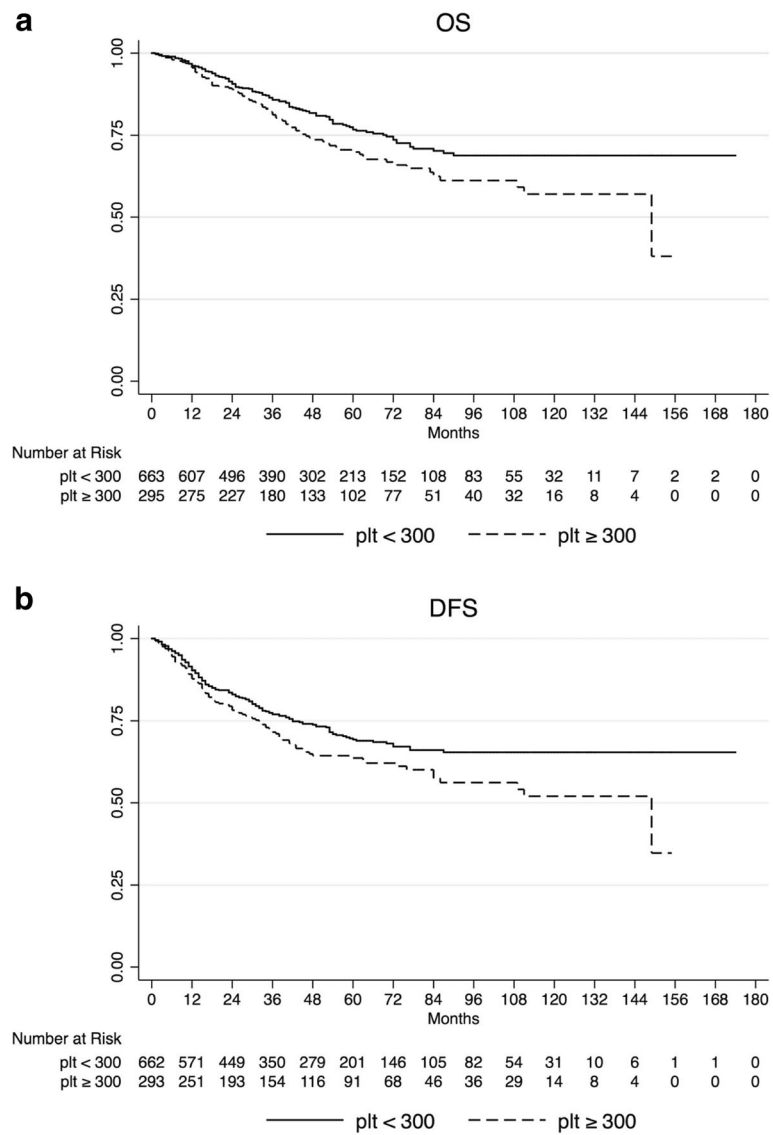 a
OS
1.00
0.75
0.50
0.25
0.00
0 12 24 36 48 60 72 84 96 108 120 132 144 156 168 180
Months
Number at Risk
plt < 300 663 607 496 390 302 213 152 108 83 55 32 11 7 2 2 0
plt ≥ 300 295 275 227 180 133 102 77 51 40 32 16 8 4 0 0 0
plt < 300 plt ≥ 300
b
DFS
1.00
0.75
0.50
0.25
0.00
0 12 24 36 48 60 72 84 96 108 120 132 144 156 168 180
Months
Number at Risk
plt < 300 662 571 449 350 279 201 146 105 82 54 31 10 6 1 1 0
plt ≥ 300 293 251 193 154 116 91 68 46 36 29 14 8 4 0 0 0
plt < 300 plt ≥ 300